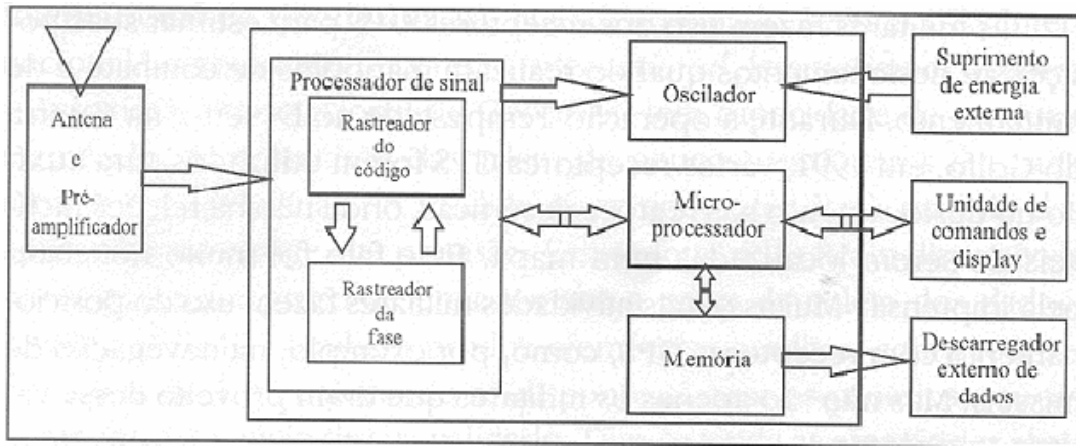 Antena
e
Pré-
amplificador
Processador de sinal
Rastreador
do
código
Rastreador
da
fase
Oscilador
Micro-
processador
Memória
Suprimento
de energia
externa
Unidade de
comandos e
display
Descarregador
externo de
dados